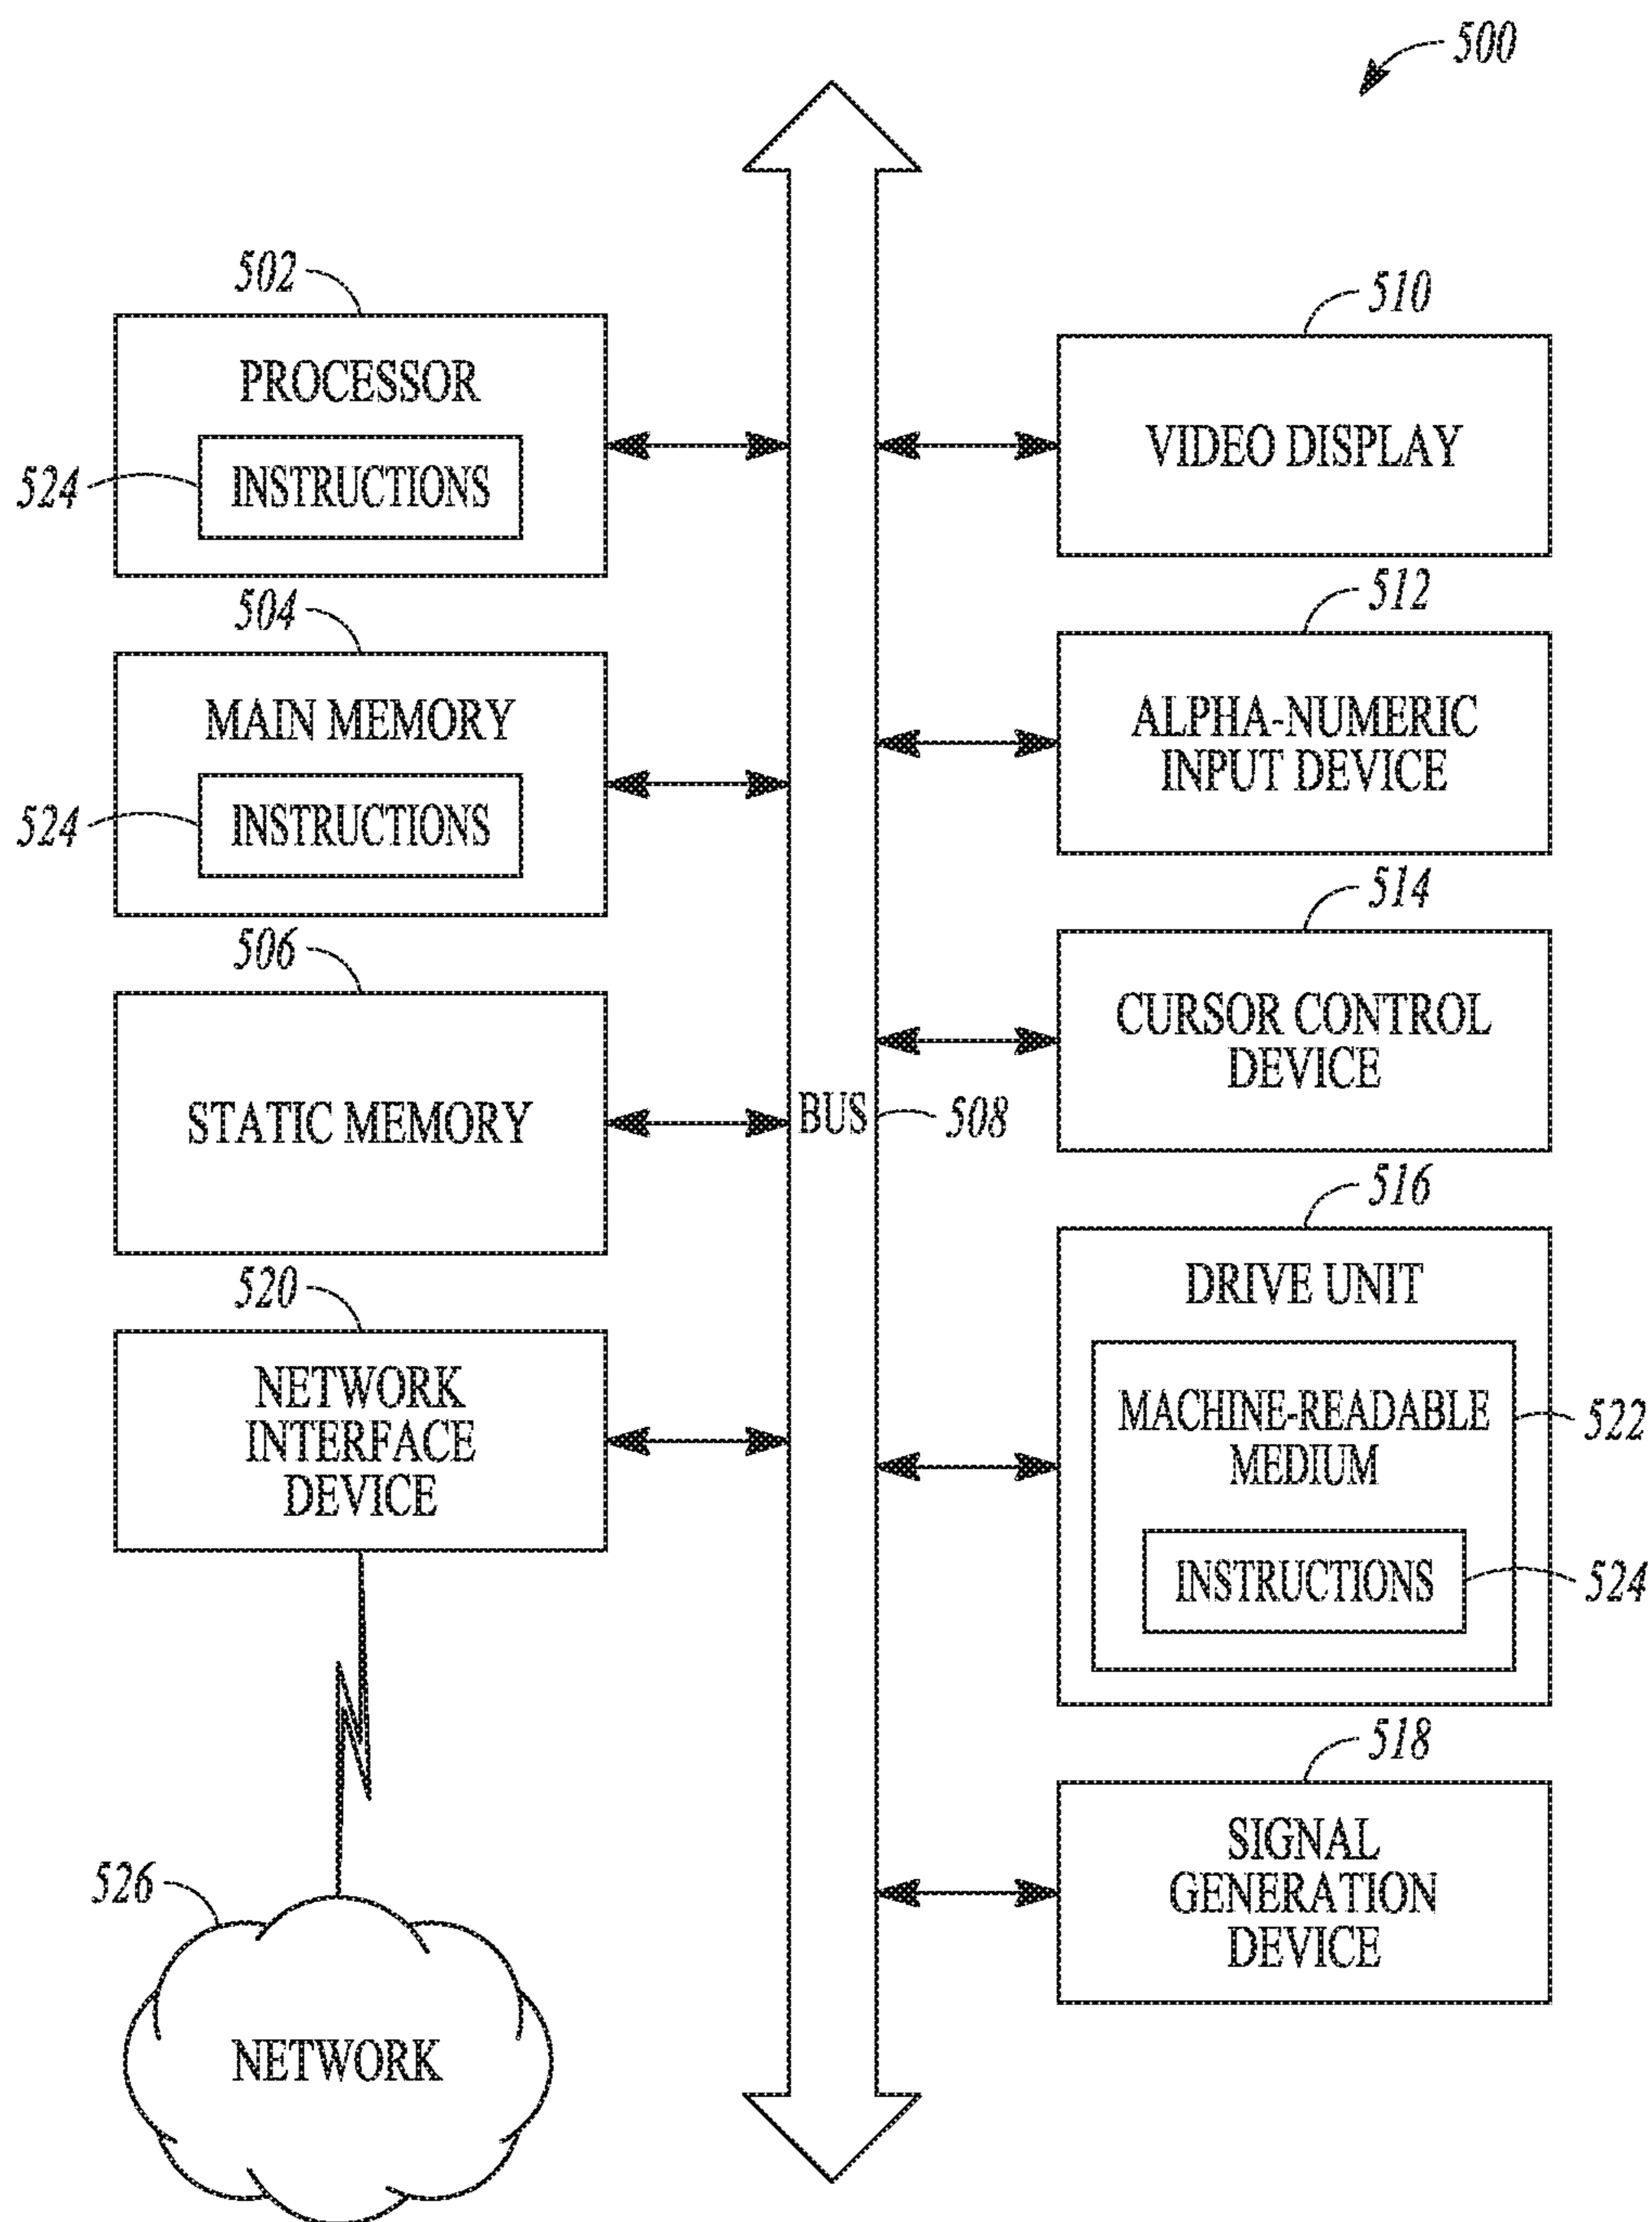 500
502
PROCESSOR
524
INSTRUCTIONS
504
MAIN MEMORY
524
INSTRUCTIONS
506
STATIC MEMORY
520
NETWORK
INTERFACE
DEVICE
526
NETWORK
BUS
508
510
VIDEO DISPLAY
512
ALPHA-NUMERIC
INPUT DEVICE
514
CURSOR CONTROL
DEVICE
516
DRIVE UNIT
MACHINE-READABLE
MEDIUM
522
INSTRUCTIONS
524
518
SIGNAL
GENERATION
DEVICE